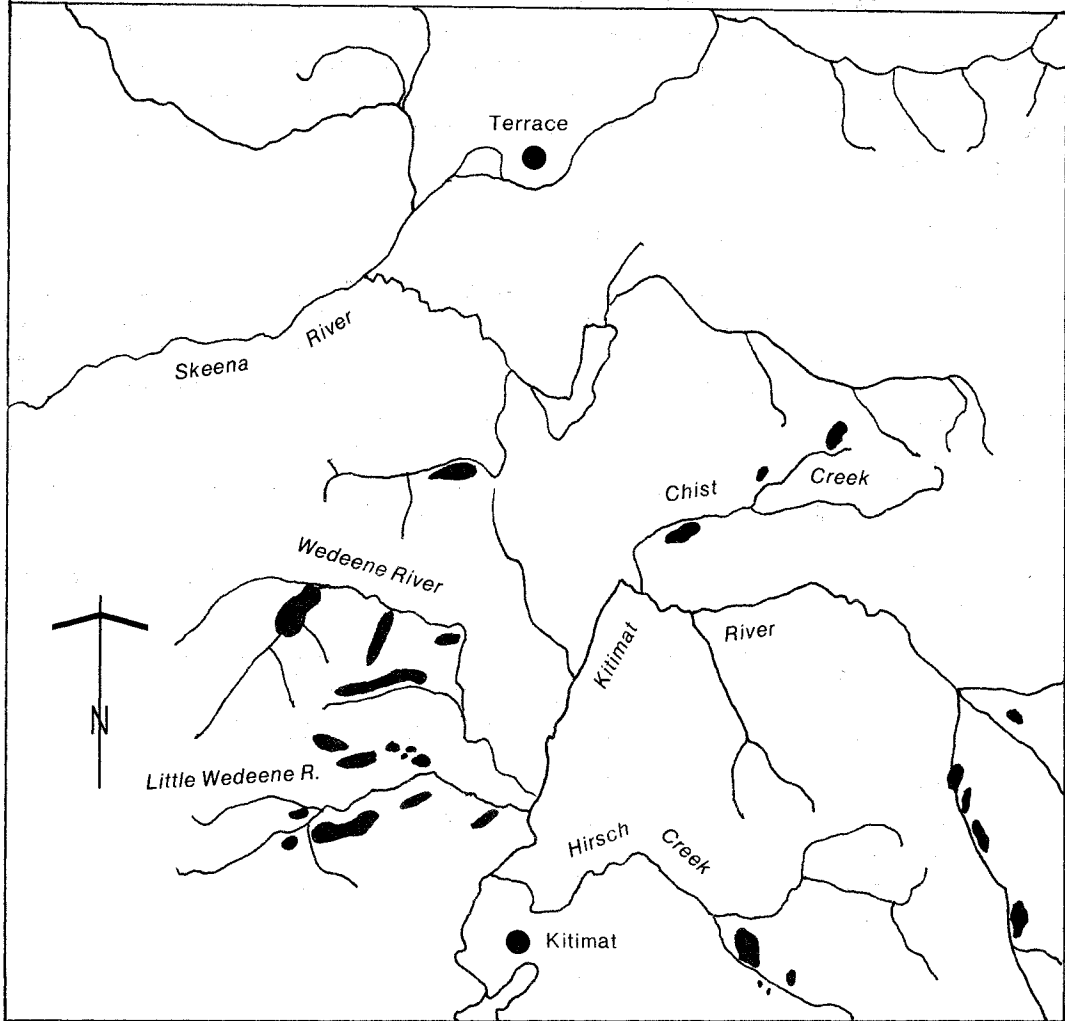 Terrace
Skeena River
Chist Creek
Wedeene River
Kitimat River
N
Little Wedeene R.
Hirsch Creek
Kitimat